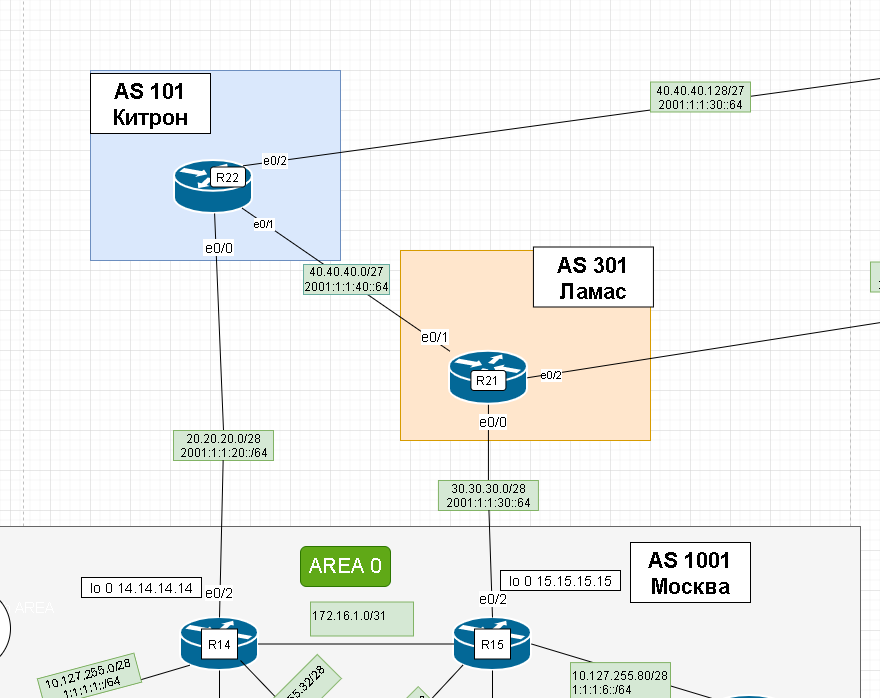 AS 101
Китрон
40.40.40.128/27
2001:1:1:30::64
e0/2
R22
e0/1
e0/0
40.40.40.0/27
2001:1:1:40::64
AS 301
Ламас
e0/1
R21
e0/2
e0/0
20.20.20.0/28
2001:1:1:20::/64
30.30.30.0/28
2001:1:1:30::64
AREA 0
AS 1001
Москва
lo 0 14.14.14.14
e0/2
lo 0 15.15.15.15
e0/2
AREA
172.16.1.0/31
R14
R15
10.127.255.0/28
1:1:1:1::/64
55.32/28
10.127.255.80/28
1:1:1:6::/64